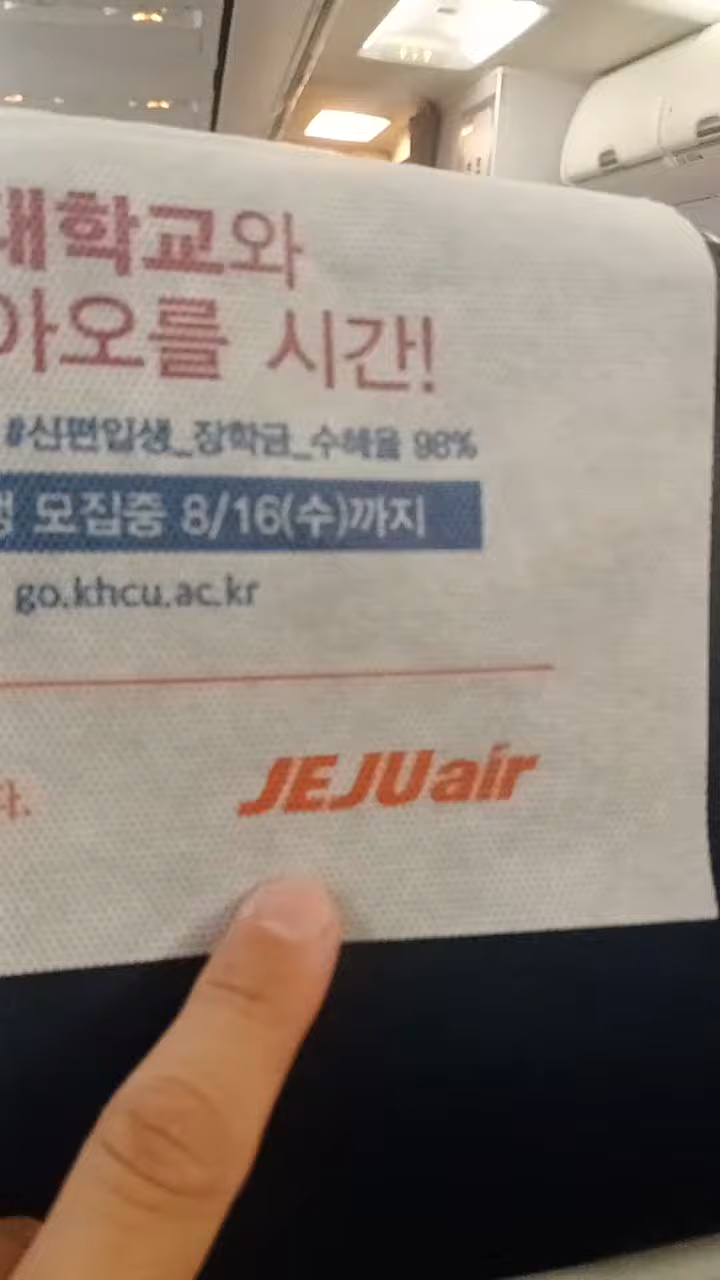 대학교와
아오를 시간!
#신편입생_장학금_수혜율 98%
모집중 8/16(수)까지
go.khcu.ac.kr
JEJUair